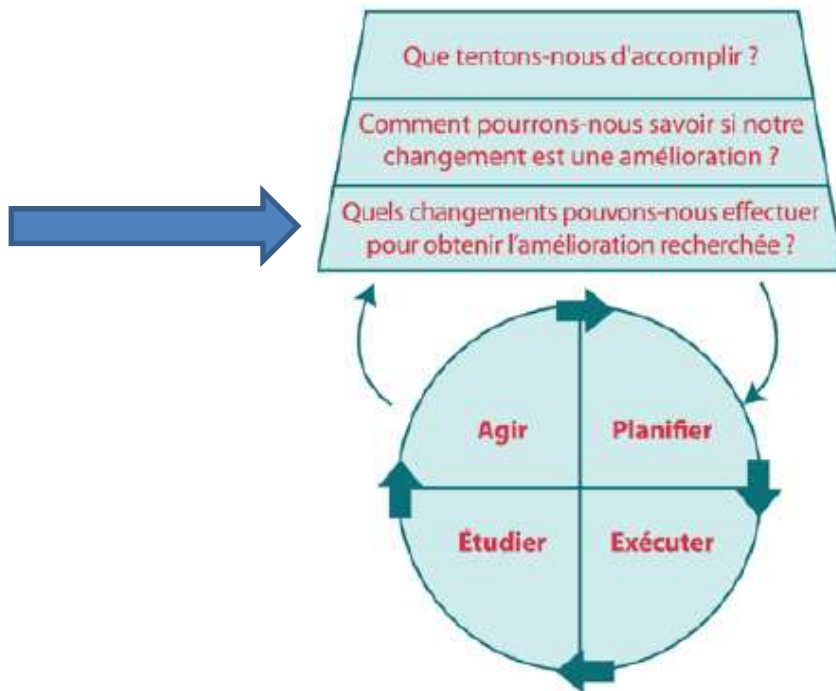 Que tentons-nous d'accomplir ?
Comment pourrons-nous savoir si notre
changement est une amélioration ?
Quels changements pouvons-nous effectuer
pour obtenir l'amélioration recherchée ?
Agir
Planifier
Étudier
Exécuter